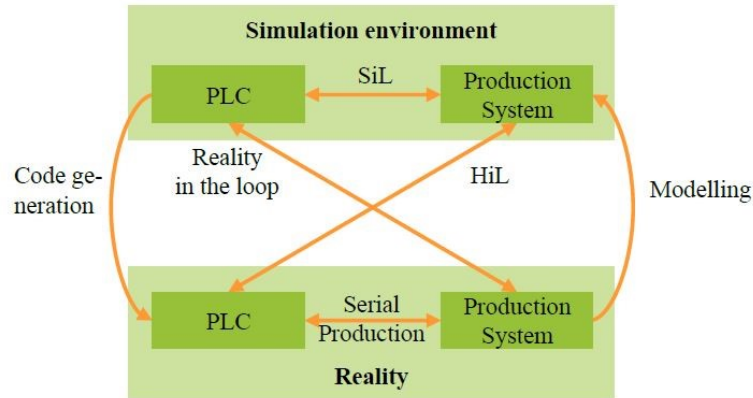 Simulation environment
PLC
SiL
Production
System
Reality
in the loop
HiL
Code ge-
neration
Modelling
PLC
Serial
Production
Production
System
Reality